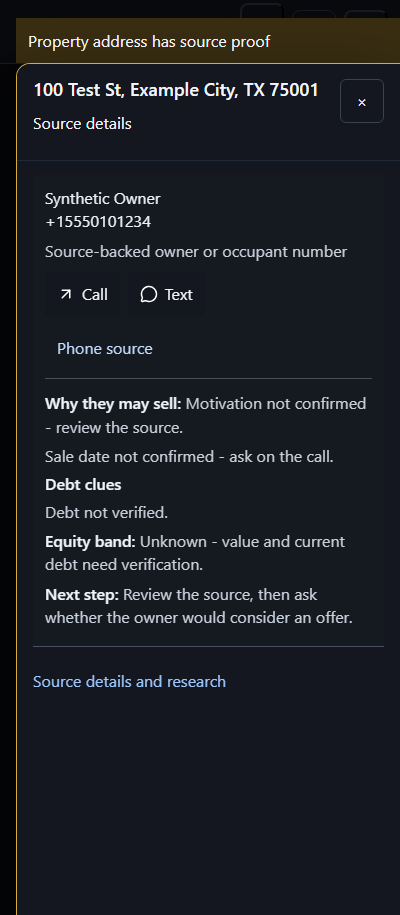 Property address has source proof
100 Test St, Example City, TX 75001
×
Source details
Synthetic Owner
+15550101234
Source-backed owner or occupant number
Call
Text
Phone source
Why they may sell: Motivation not confirmed
- review the source.
Sale date not confirmed - ask on the call.
Debt clues
Debt not verified.
Equity band: Unknown - value and current
debt need verification.
Next step: Review the source, then ask
whether the owner would consider an offer.
Source details and research